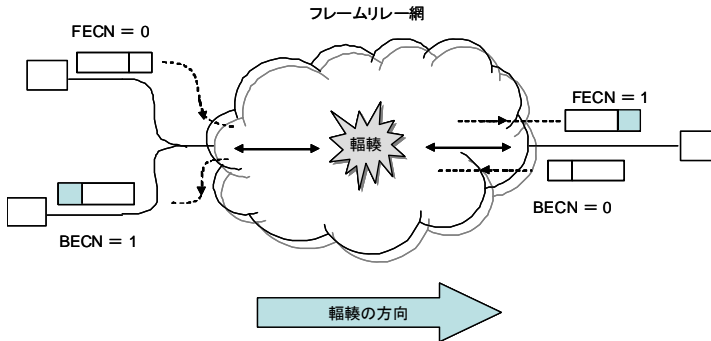 フレームリレー網
FECN = 0
FECN = 1
輻輳
BECN = 0
BECN = 1
輻輳の方向